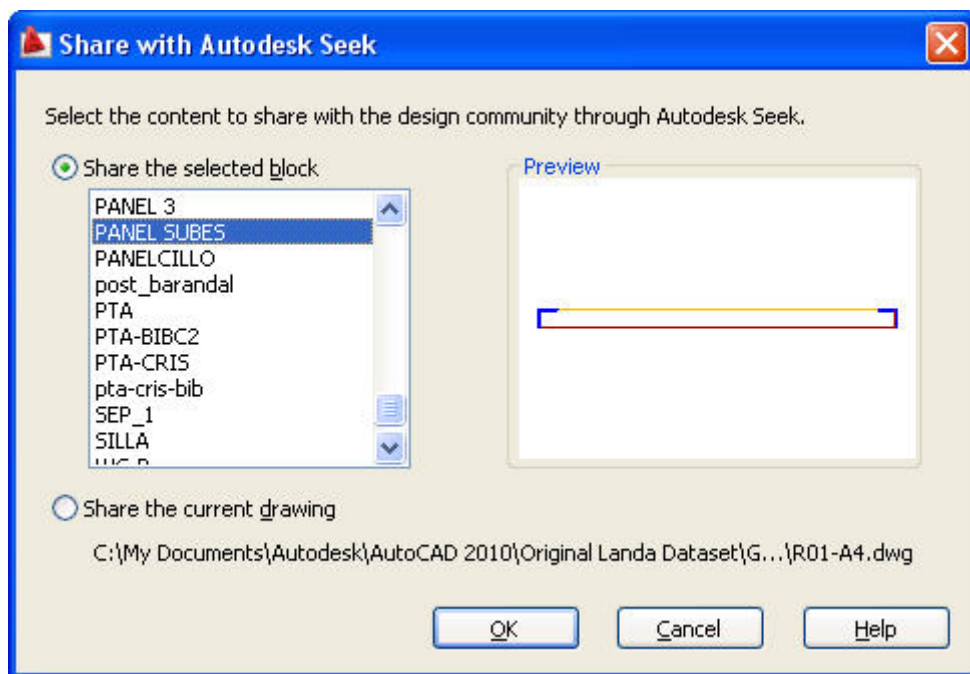 Share with Autodesk Seek
Select the content to share with the design community through Autodesk Seek.
Share the selected block
Preview
PANEL 3
PANEL SUBES
PANELCILLO
post_barandal
PTA
PTA-BIBC2
PTA-CRIS
pta-cris-bib
SEP_1
SILLA
Share the current drawing
C:\My Documents\Autodesk\AutoCAD 2010\Original Landa Dataset\G...\R01-A4.dwg
OK Cancel Help